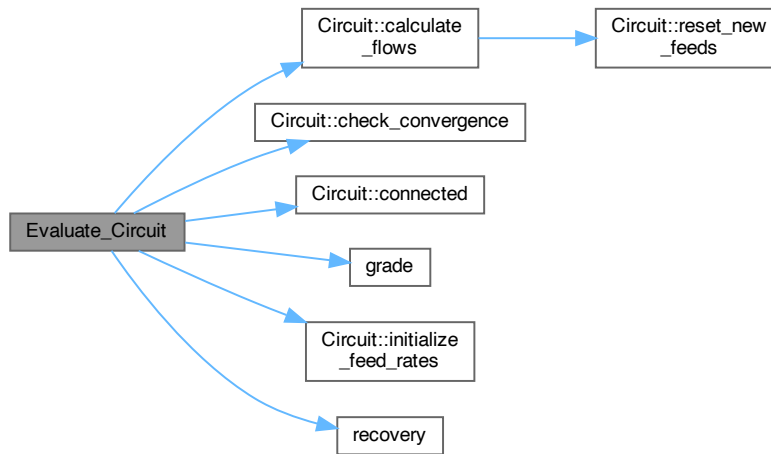 Circuit::calculate
_flows
Circuit::reset_new
_feeds
Circuit::check_convergence
Circuit::connected
Evaluate_Circuit
grade
Circuit::initialize
_feed_rates
recovery